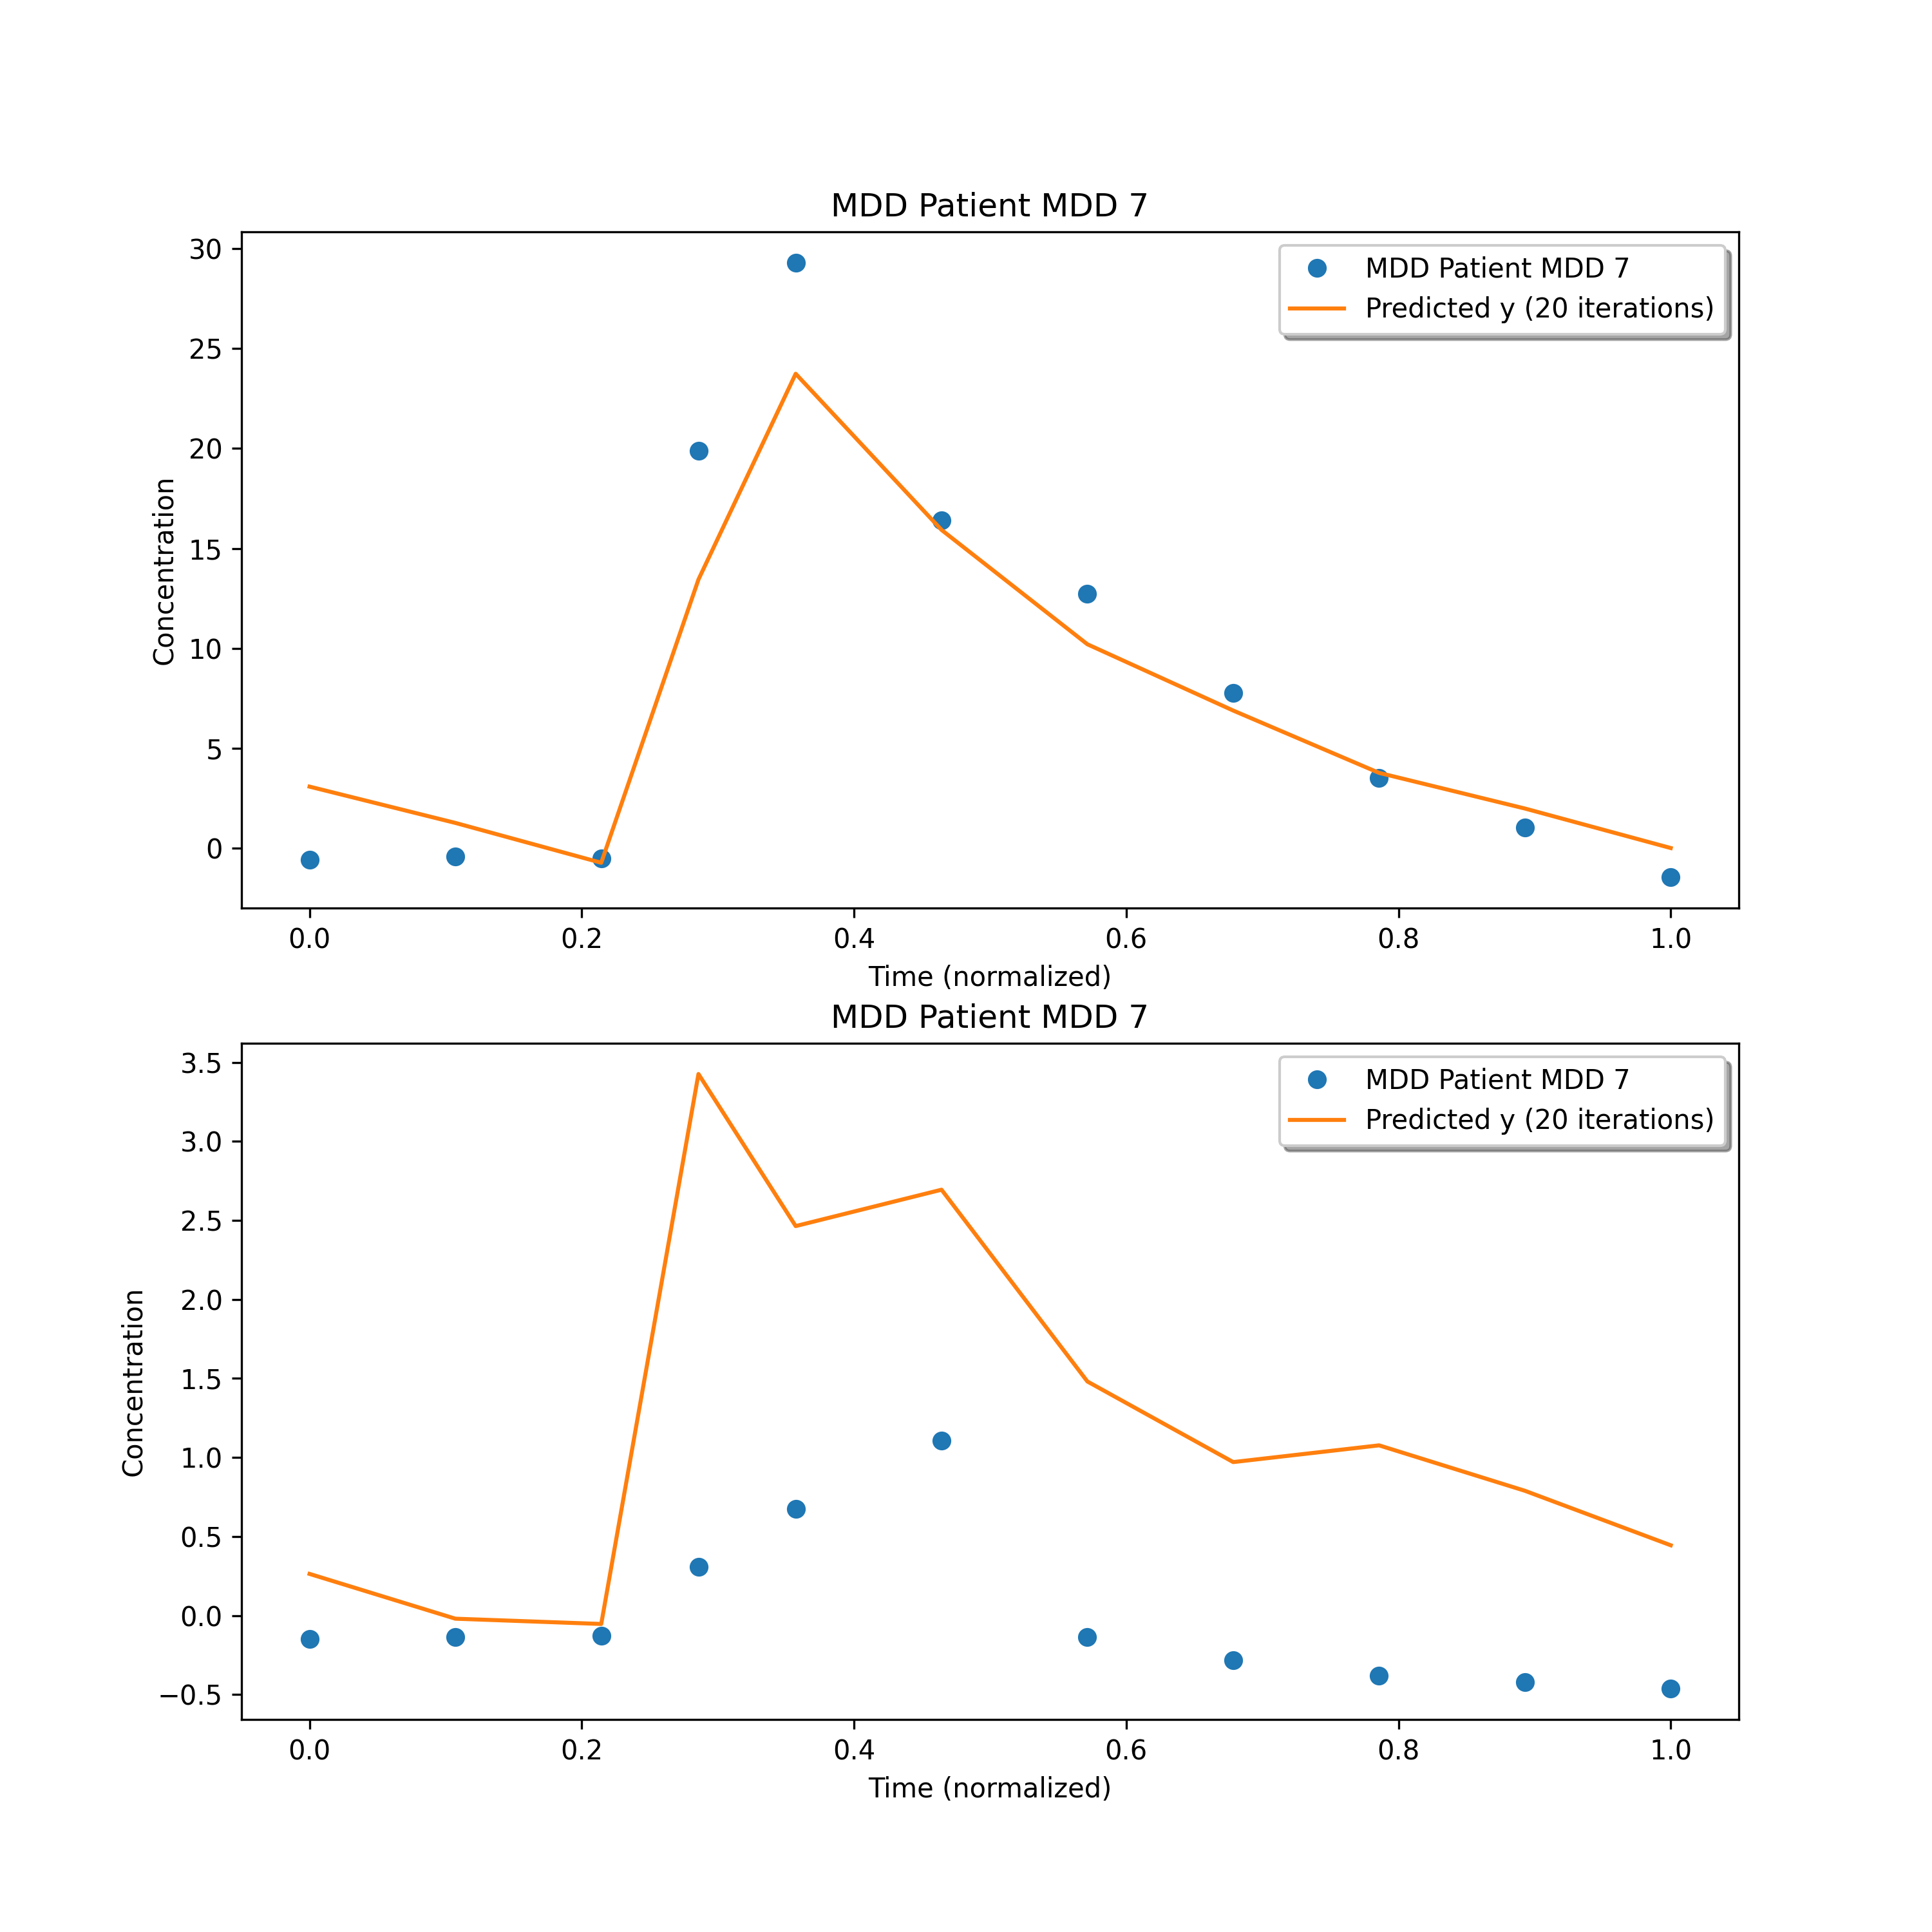 MDD Patient MDD 7
30
25
20
15
10
5
0
Concentration
MDD Patient MDD 7
Predicted y (20 iterations)
0.0 0.2 0.4 0.6 0.8 1.0
Time (normalized)
MDD Patient MDD 7
3.5
3.0
2.5
2.0
1.5
1.0
0.5
0.0
−0.5
Concentration
MDD Patient MDD 7
Predicted y (20 iterations)
0.0 0.2 0.4 0.6 0.8 1.0
Time (normalized)